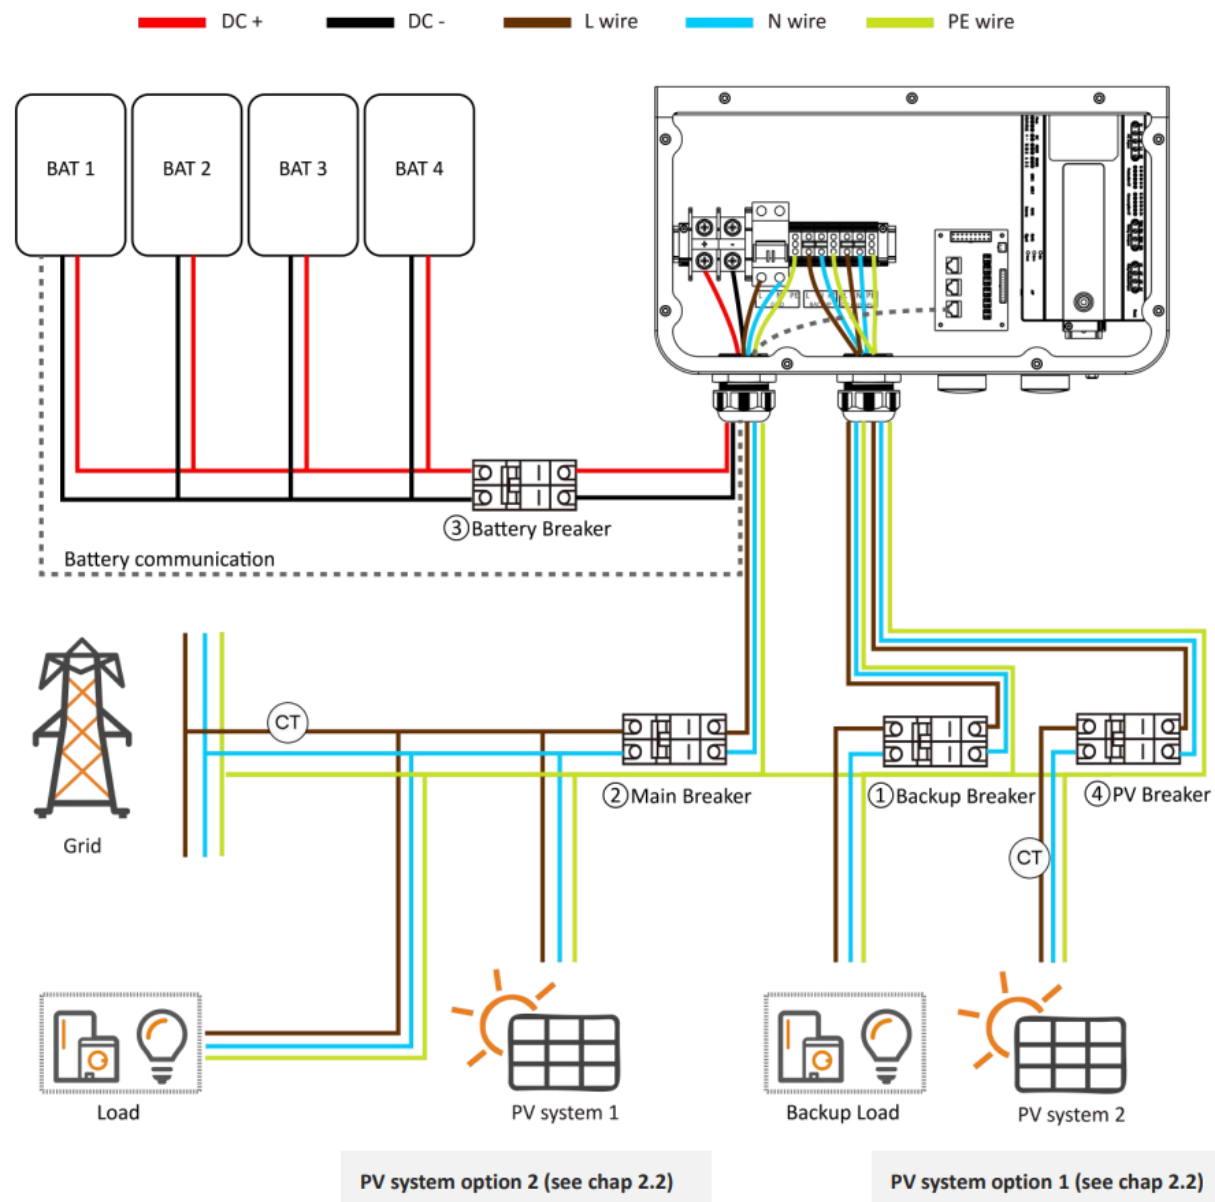 DC +
DC -
L wire
N wire
PE wire
BAT 1
BAT 2
BAT 3
BAT 4
+
-
L N PE
③Battery Breaker
Battery communication
CT
②Main Breaker
①Backup Breaker
④PV Breaker
Grid
CT
Load
PV system 1
Backup Load
PV system 2
PV system option 2 (see chap 2.2)
PV system option 1 (see chap 2.2)